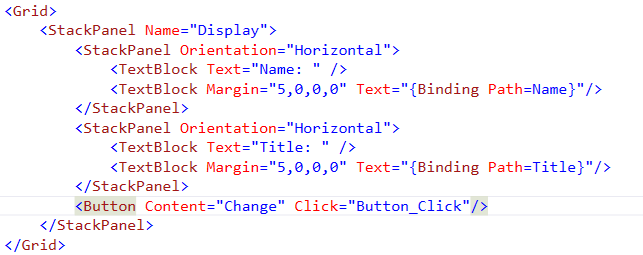 <Grid>
    <StackPanel Name="Display">
        <StackPanel Orientation="Horizontal">
            <TextBlock Text="Name: " />
            <TextBlock Margin="5,0,0,0" Text="{Binding Path=Name}"/>
        </StackPanel>
        <StackPanel Orientation="Horizontal">
            <TextBlock Text="Title: " />
            <TextBlock Margin="5,0,0,0" Text="{Binding Path=Title}"/>
        </StackPanel>
        <Button Content="Change" Click="Button_Click"/>
    </StackPanel>
</Grid>